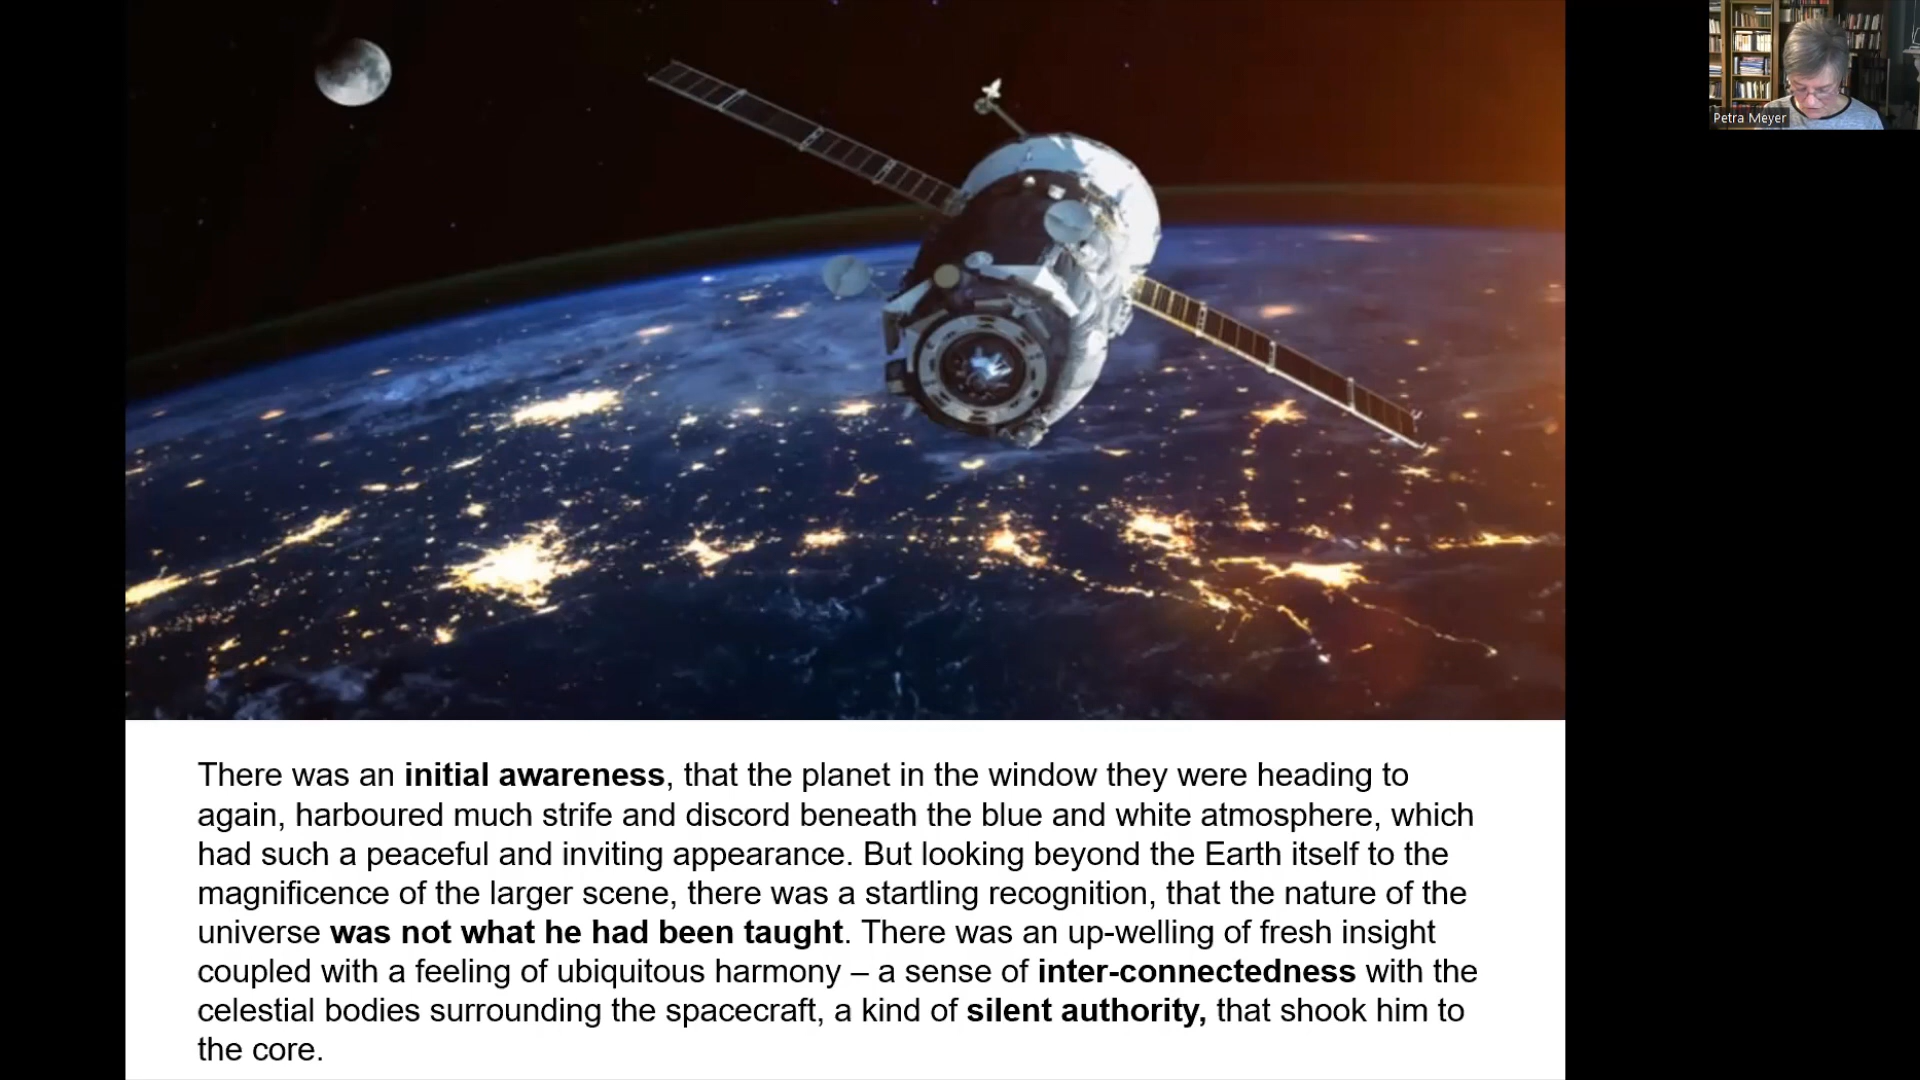 Petra Meyer
There was an initial awareness, that the planet in the window they were heading to
again, harboured much strife and discord beneath the blue and white atmosphere, which
had such a peaceful and inviting appearance. But looking beyond the Earth itself to the
magnificence of the larger scene, there was a startling recognition, that the nature of the
universe was not what he had been taught. There was an up-welling of fresh insight
coupled with a feeling of ubiquitous harmony – a sense of inter-connectedness with the
celestial bodies surrounding the spacecraft, a kind of silent authority, that shook him to
the core.